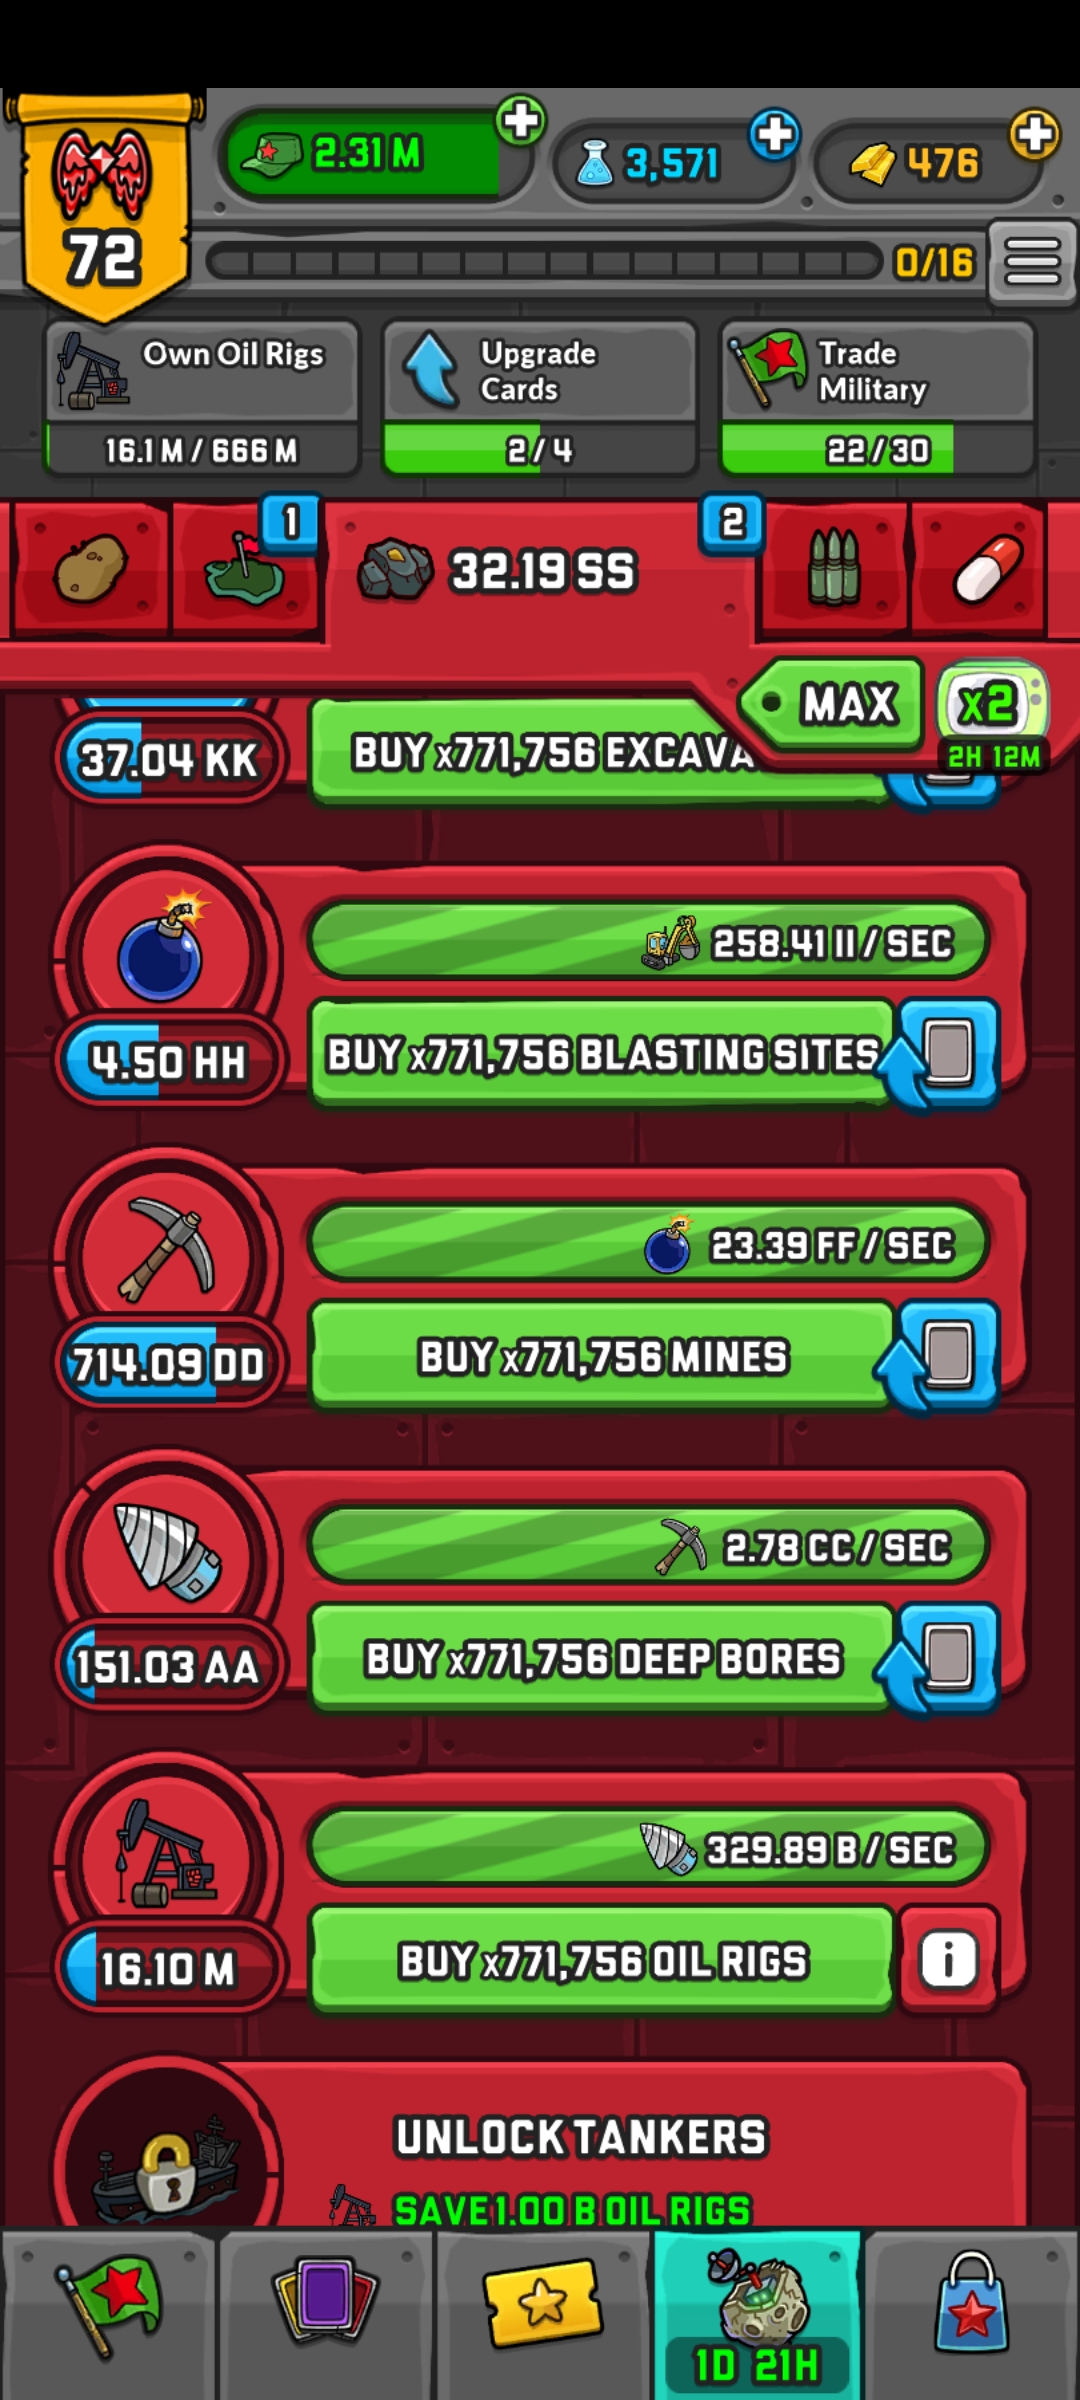 2.31 M
3,571
476
72
0/16
Own Oil Rigs
16.1 M / 666 M
Upgrade
Cards
2 / 4
Trade
Military
22 / 30
1
32.19 SS
2
MAX
x2
2H 12M
37.04 KK
BUY x771,756 EXCAVA
258.41 II / SEC
4.50 HH
BUY x771,756 BLASTING SITES
23.39 FF / SEC
714.09 DD
BUY x771,756 MINES
2.78 CC / SEC
151.03 AA
BUY x771,756 DEEP BORES
329.89 B / SEC
16.10 M
BUY x771,756 OIL RIGS
i
UNLOCK TANKERS
SAVE 1.00 B OIL RIGS
1D 21H